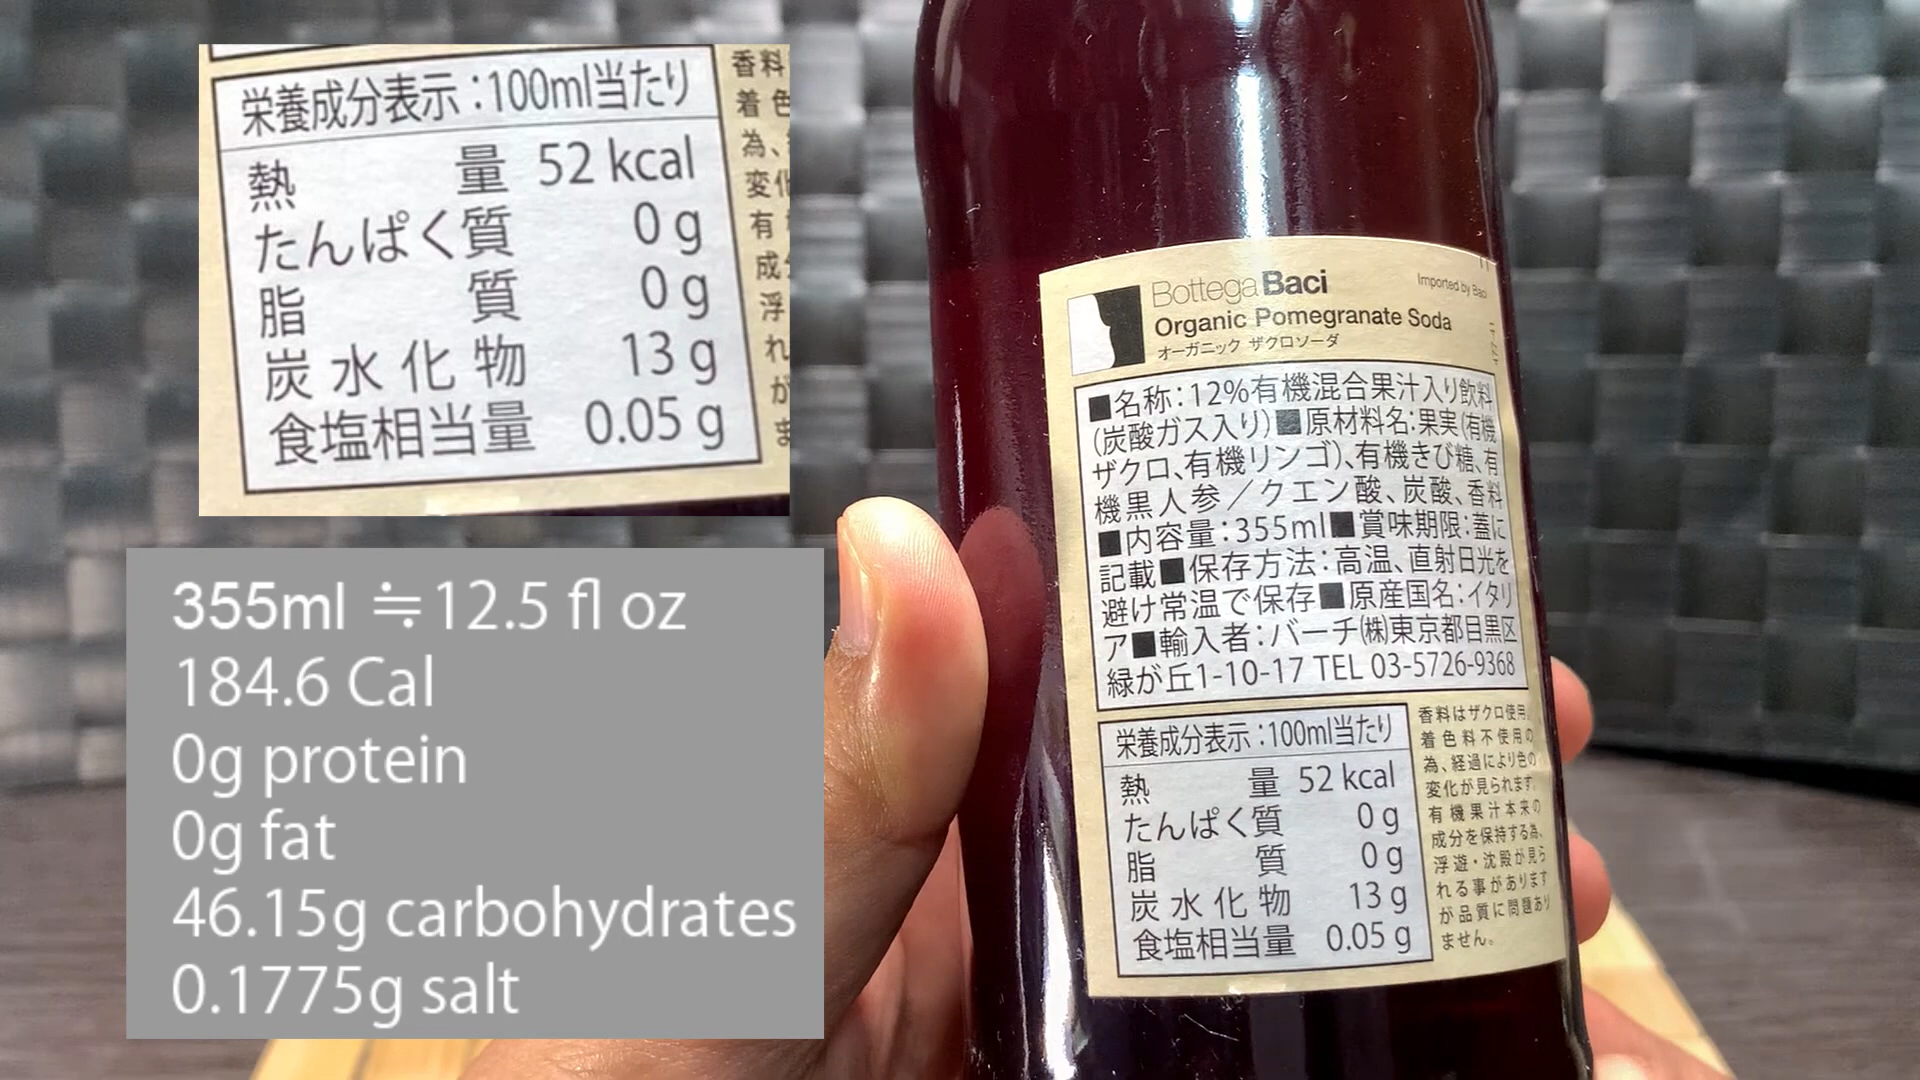 栄養成分表示:100ml当たり
熱量 52 kcal
たんぱく質 0 g
脂質 0 g
炭水化物 13 g
食塩相当量 0.05 g
香料
着色
為、
変化
有
成分
浮
れ
が
ま
355ml ≒12.5 fl oz
184.6 Cal
0g protein
0g fat
46.15g carbohydrates
0.1775g salt
BottegaBaci
Imported by Baci
Organic Pomegranate Soda
オーガニック ザクロソーダ
■名称:12%有機混合果汁入り飲料
(炭酸ガス入り)■原材料名:果実(有機
ザクロ、有機リンゴ)、有機きび糖、有
機黒人参/クエン酸、炭酸、香料
■内容量:355ml■賞味期限:蓋に
記載■保存方法:高温、直射日光を
避け常温で保存■原産国名:イタリ
ア■輸入者:バーチ㈱東京都目黒区
緑が丘1-10-17 TEL 03-5726-9368
栄養成分表示:100ml当たり
熱量 52 kcal
たんぱく質 0 g
脂質 0 g
炭水化物 13 g
食塩相当量 0.05 g
香料はザクロ使用。
着色料不使用の
為、経過により色の
変化が見られます。
有機果汁本来の
成分を保持する為、
浮遊・沈殿が見ら
れる事があります
が品質に問題あり
ません。